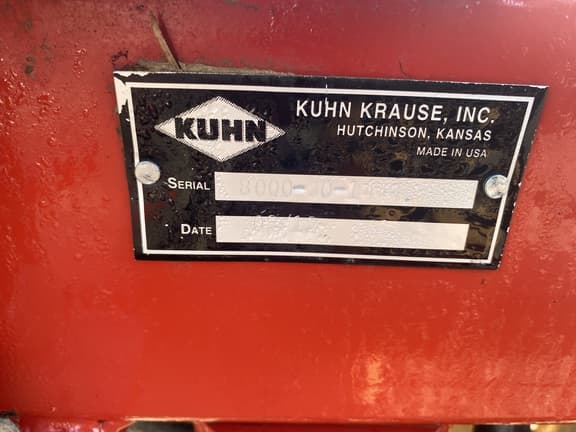 KUHN
KUHN KRAUSE, INC.
HUTCHINSON, KANSAS
MADE IN USA
SERIAL
DATE